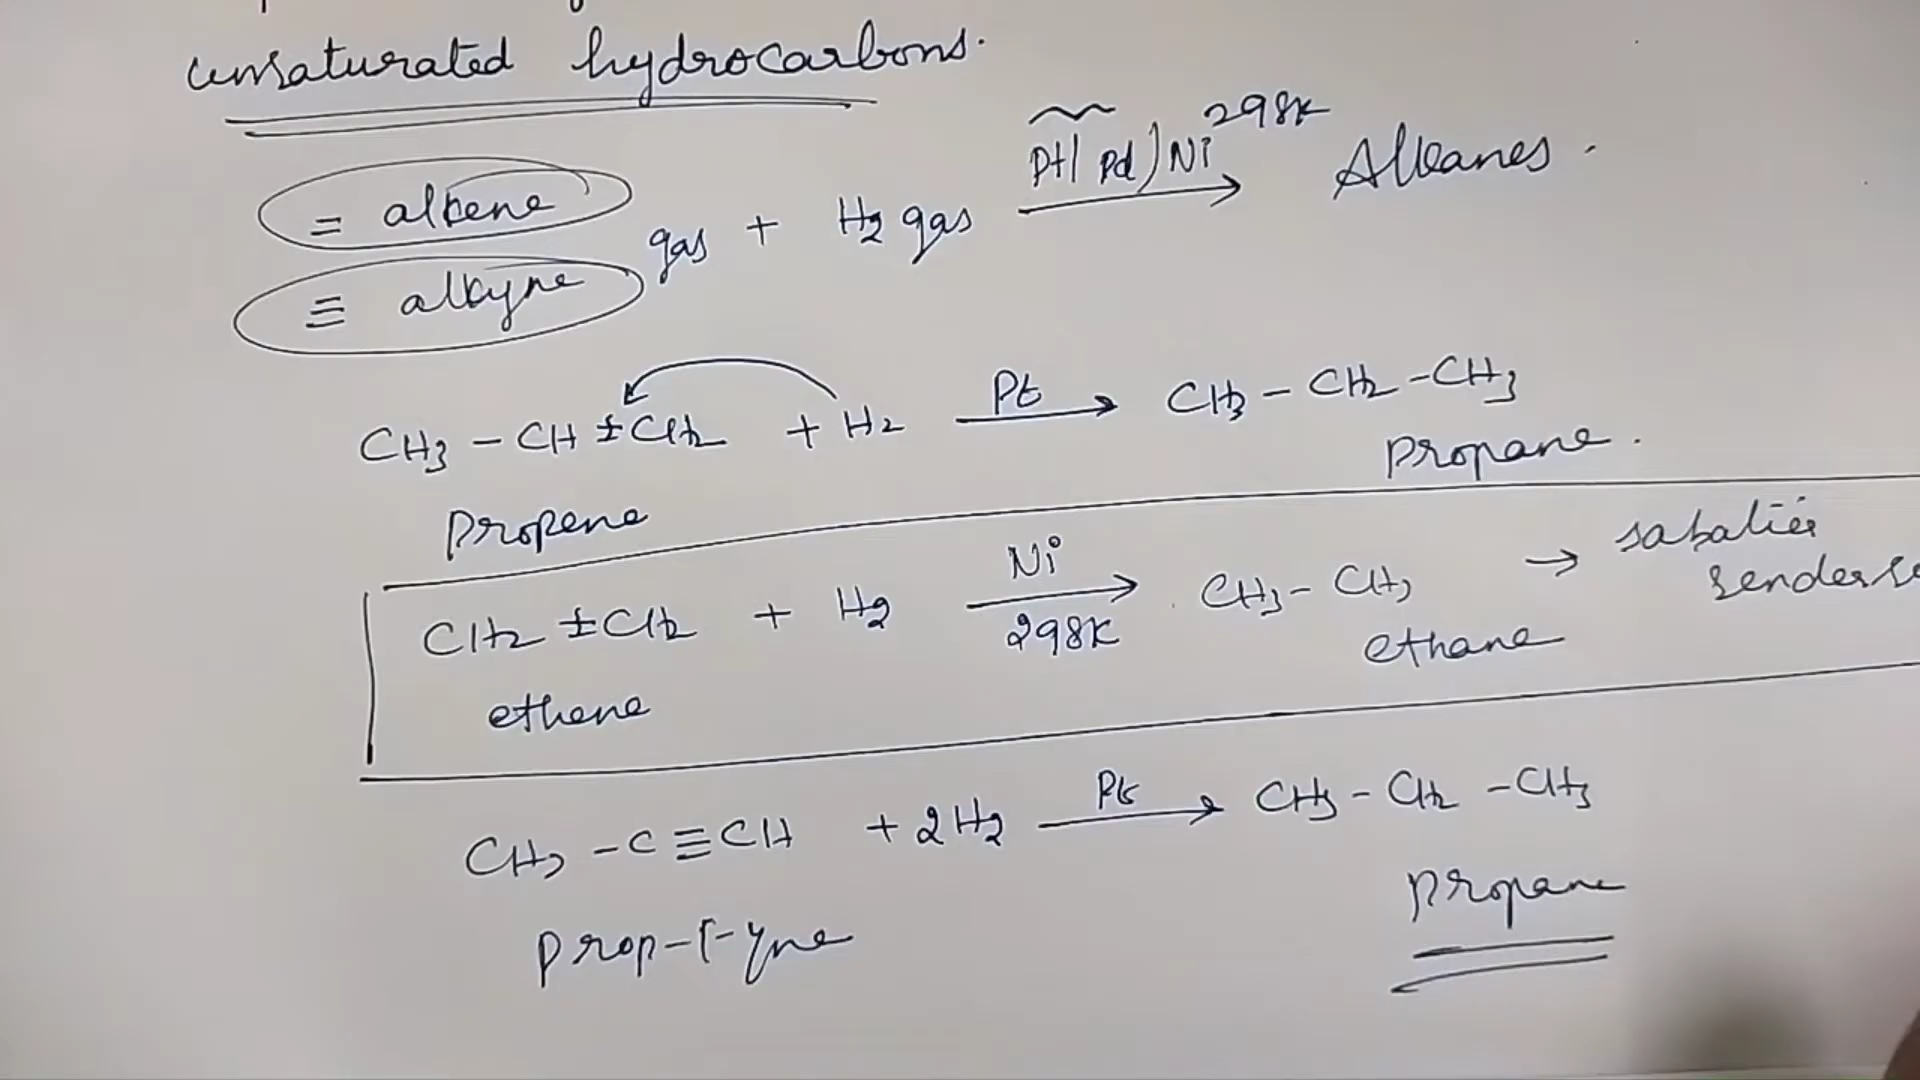 unsaturated hydrocarbons.
= alkene
≡ alkyne
gas + H2 gas Pt/Pd/Ni 298K → Alkanes.
CH3 - CH = CH2 + H2 Pt → CH3 - CH2 - CH3
Propene Propane.
CH2 = CH2 + H2 Ni 298K → CH3 - CH3 → sabatier
senderse
ethene ethane
CH3 - C ≡ CH + 2H2 Pt → CH3 - CH2 - CH3
Prop-1-yne Propane